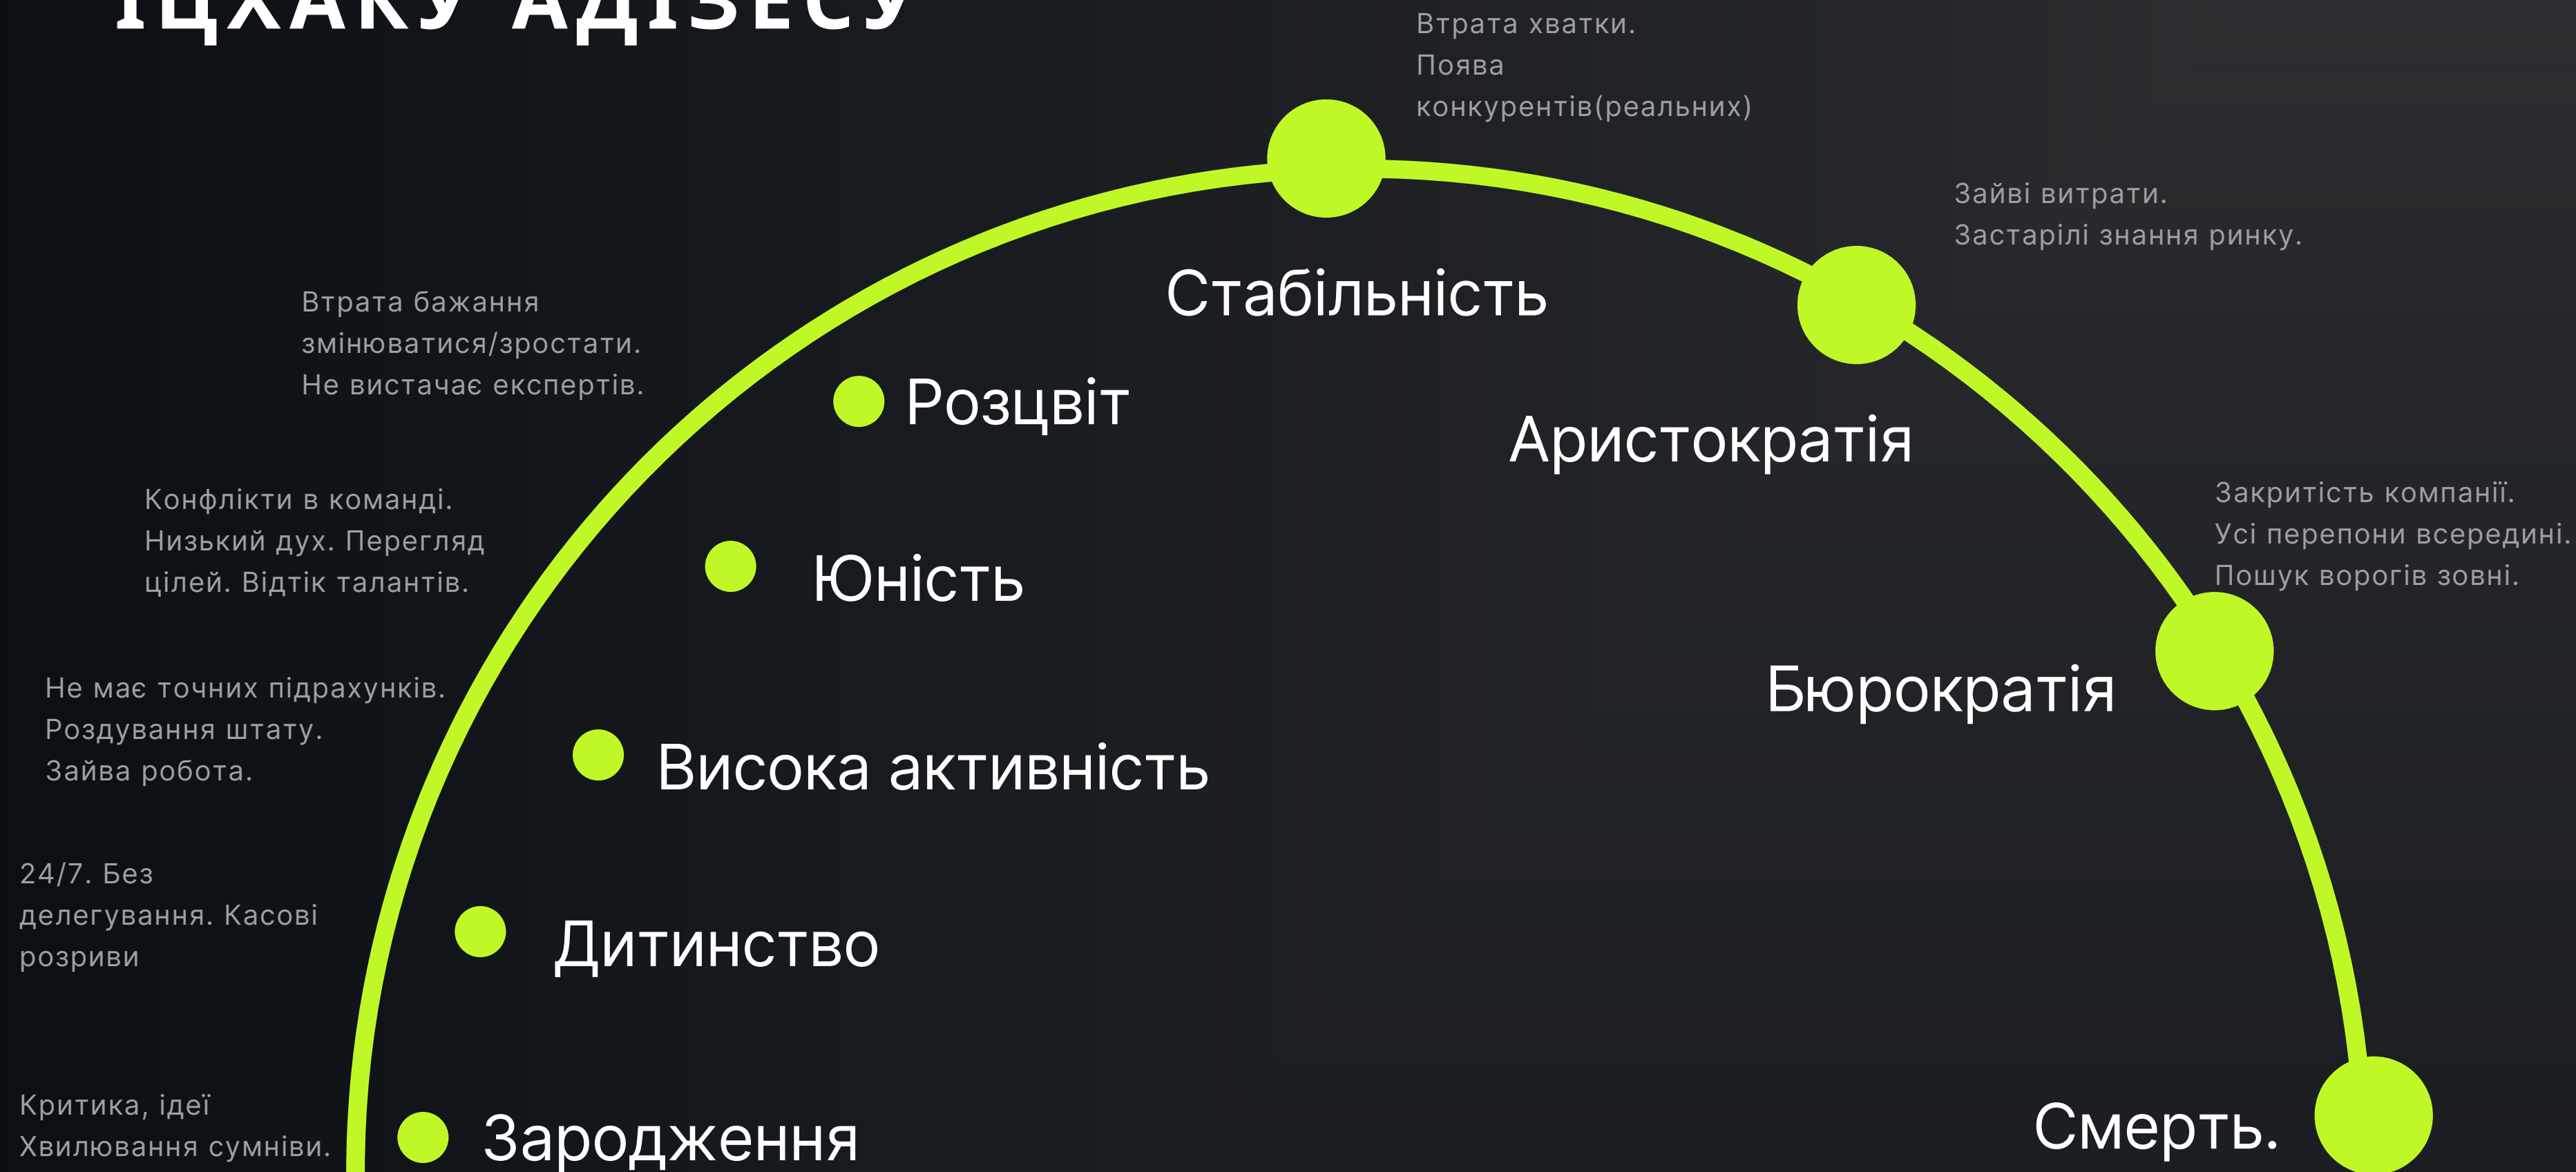 ІЦХАКУ АДІЗЕСУ
Втрата хватки.
Поява
конкурентів(реальних)
Стабільність
Зайві витрати.
Застарілі знання ринку.
Аристократія
Втрата бажання
змінюватися/зростати.
Не вистачає експертів.
Розцвіт
Конфлікти в команді.
Низький дух. Перегляд
цілей. Відтік талантів.
Юність
Закритість компанії.
Усі перепони всередині.
Пошук ворогів зовні.
Бюрократія
Не має точних підрахунків.
Роздування штату.
Зайва робота.
Висока активність
24/7. Без
делегування. Касові
розриви
Дитинство
Критика, ідеї
Хвилювання сумніви.
Зародження
Смерть.